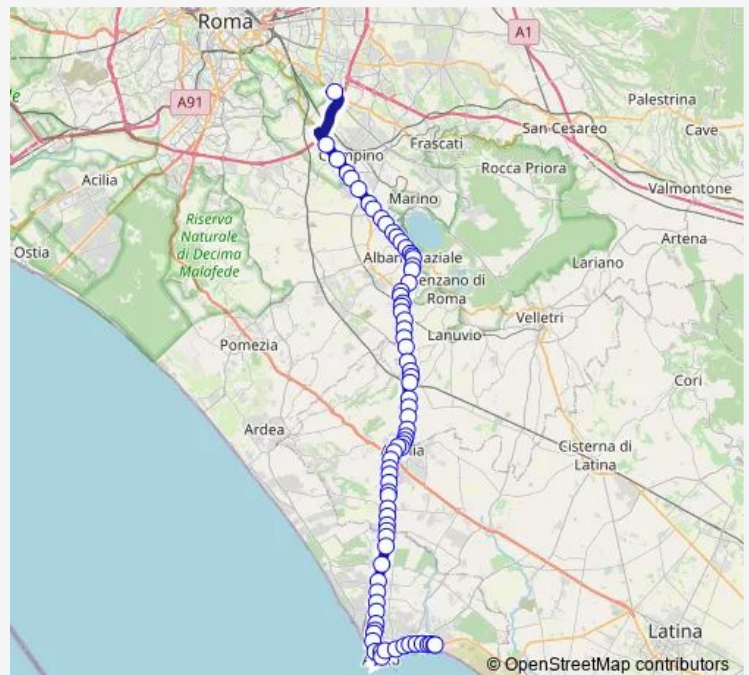 Roma
A1
A91
Palestrina
San Cesareo
Cave
Frascati
Rocca Priora
Valmontone
Acilia
Marino
Riserva
Naturale
di Decima
Malafede
Ostia
Artena
Lariano
Roma
Velletri
Lanuvio
Pomezia
Cori
Ardea
Cisterna di
Latina
Latina
© OpenStreetMap contributors